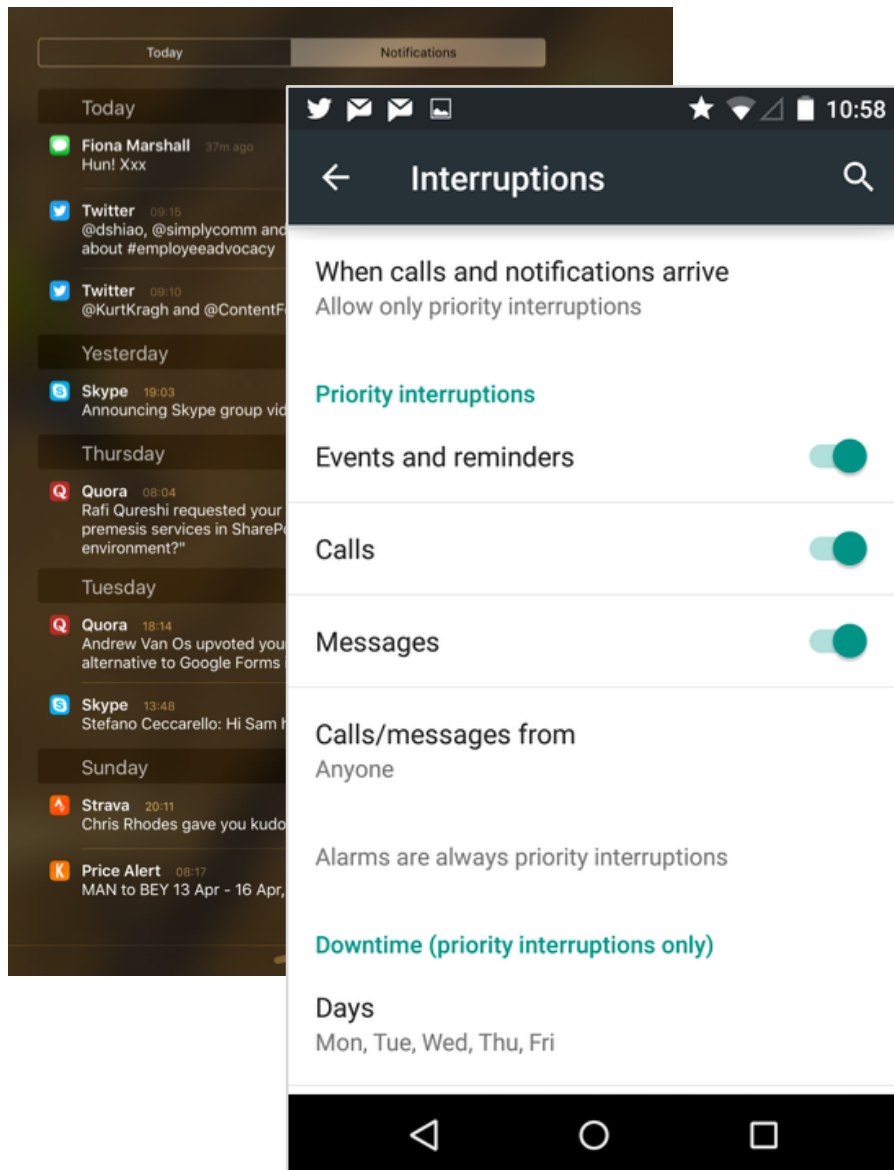 Today
Notifications
Today
Fiona Marshall 37m ago
Hun! Xxx
Twitter 09:15
@dshiao, @simplycomm and
about #employeeadvocacy
Twitter 09:10
@KurtKragh and
Yesterday
Skype 19:03
Announcing Skype group
Thursday
Quora 08:04
Rafi Qureshi requested your
premesis services in
environment?"
Tuesday
Quora 18:14
Andrew Van Os upvoted
alternative to Google Forms
Skype 13:48
Stefano Ceccarello: Hi Sam
Sunday
Strava 20:11
Chris Rhodes gave you
Price Alert 08:17
MAN to BEY 13 Apr - 16 Apr,
10:58
Interruptions
When calls and notifications arrive
Allow only priority interruptions
Priority interruptions
Events and reminders
Calls
Messages
Calls/messages from
Anyone
Alarms are always priority interruptions
Downtime (priority interruptions only)
Days
Mon, Tue, Wed, Thu, Fri